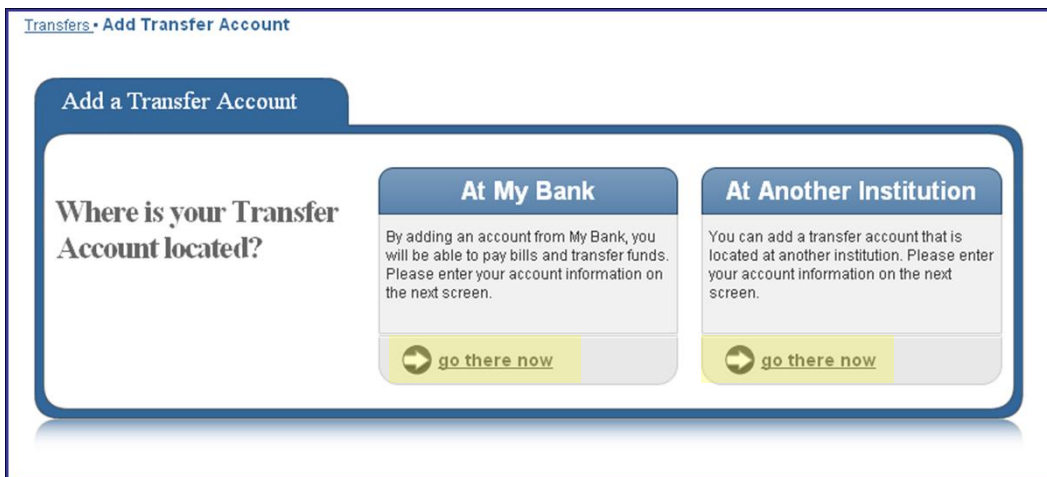 Transfers • Add Transfer Account
Add a Transfer Account
Where is your Transfer
Account located?
At My Bank
By adding an account from My Bank, you
will be able to pay bills and transfer funds.
Please enter your account information on
the next screen.
go there now
At Another Institution
You can add a transfer account that is
located at another institution. Please enter
your account information on the next
screen.
go there now